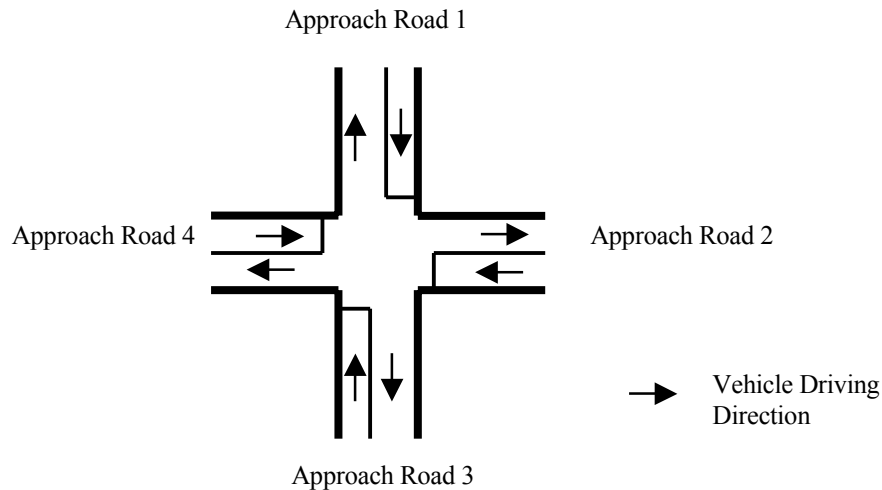 Approach Road 1
Approach Road 4
Approach Road 2
Vehicle Driving
Direction
Approach Road 3